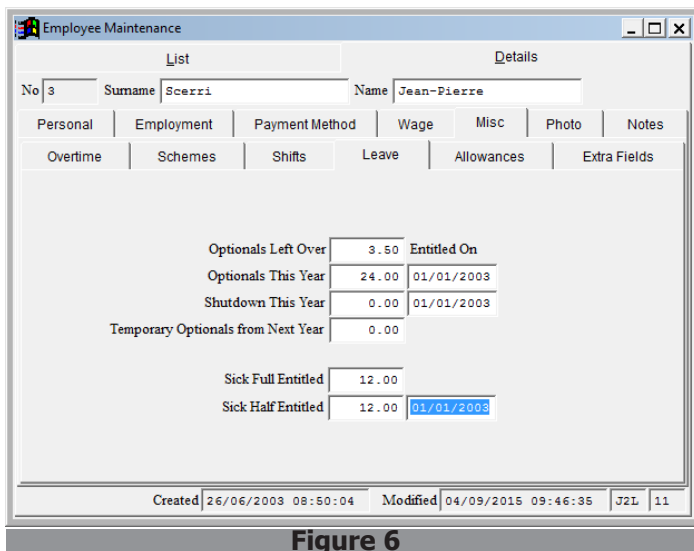 Employee Maintenance
List Details
No 3 Surname Scerri Name Jean-Pierre
Personal Employment Payment Method Wage Misc Photo Notes
Overtime Schemes Shifts Leave Allowances Extra Fields
Optionals Left Over 3.50 Entitled On
Optionals This Year 24.00 01/01/2003
Shutdown This Year 0.00 01/01/2003
Temporary Optionals from Next Year 0.00
Sick Full Entitled 12.00
Sick Half Entitled 12.00 01/01/2003
Created 26/06/2003 08:50:04 Modified 04/09/2015 09:46:35 J2L 11
Figure 6